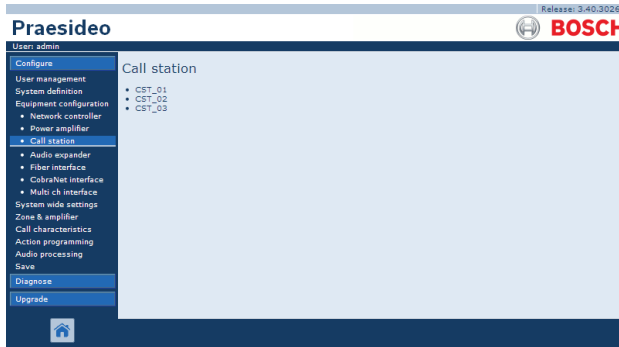 Release: 3.40.3026
Praesideo
BOSCH
User: admin
Configure
User management
System definition
Equipment configuration
• Network controller
• Power amplifier
• Call station
• Audio expander
• Fiber interface
• CobraNet interface
• Multi ch interface
System wide settings
Zone & amplifier
Call characteristics
Action programming
Audio processing
Save
Diagnose
Upgrade
Call station
• CST_01
• CST_02
• CST_03